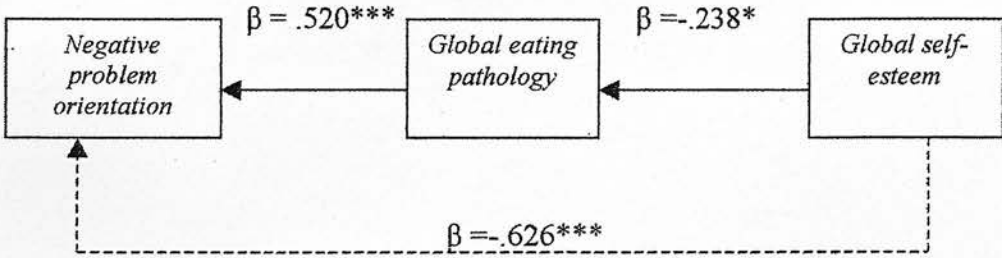 β = .520***
β =-.238*
Negative
problem
orientation
Global eating
pathology
Global self-
esteem
β =-.626***